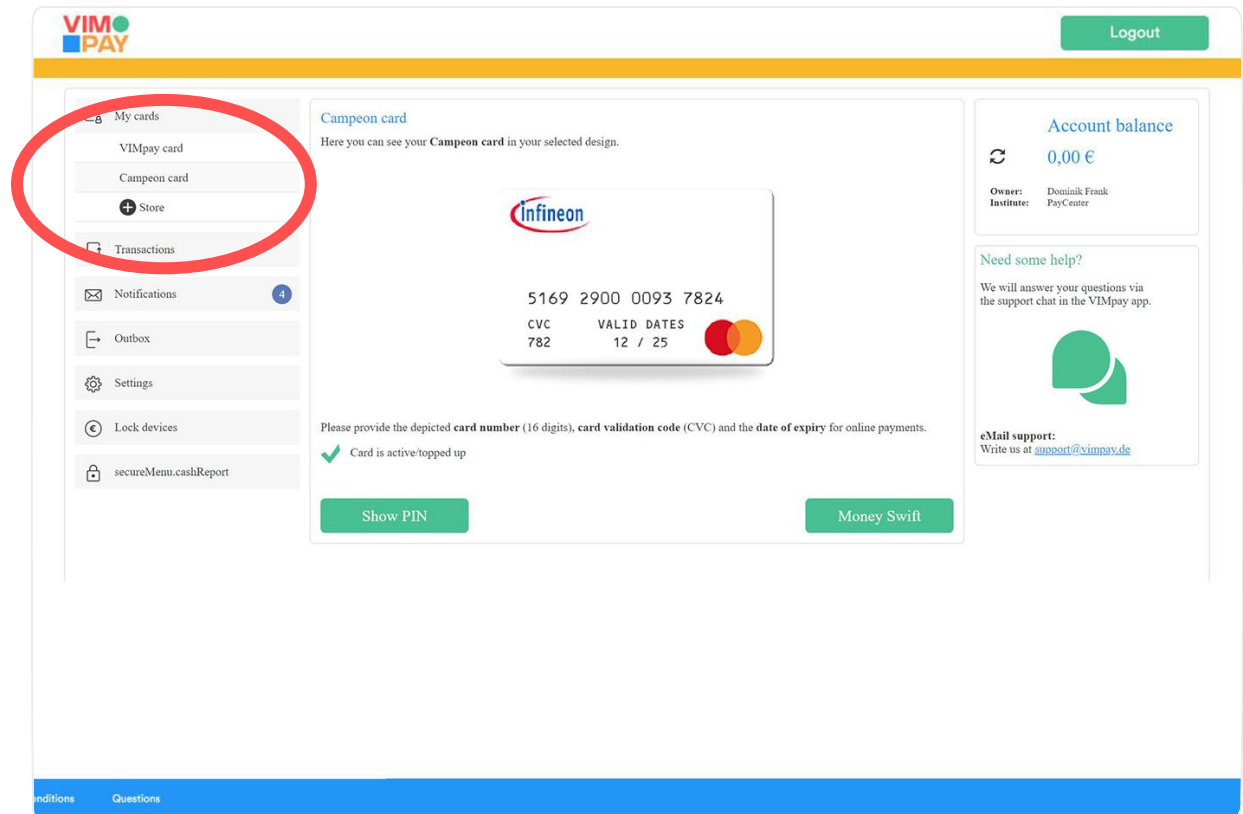 VIM
PAY
Logout
My cards
VIMpay card
Campeon card
Store
Transactions
Notifications 4
Outbox
Settings
Lock devices
secureMenu.cashReport
Campeon card
Here you can see your Campeon card in your selected design.
infineon
5169 2900 0093 7824
CVC VALID DATES
782 12 / 25
Please provide the depicted card number (16 digits), card validation code (CVC) and the date of expiry for online payments.
Card is active/topped up
Show PIN
Money Swift
Account balance
0,00 €
Owner: Dominik Frank
Institute: PayCenter
Need some help?
We will answer your questions via
the support chat in the VIMpay app.
eMail support:
Write us at support@vimpay.de
onditions Questions